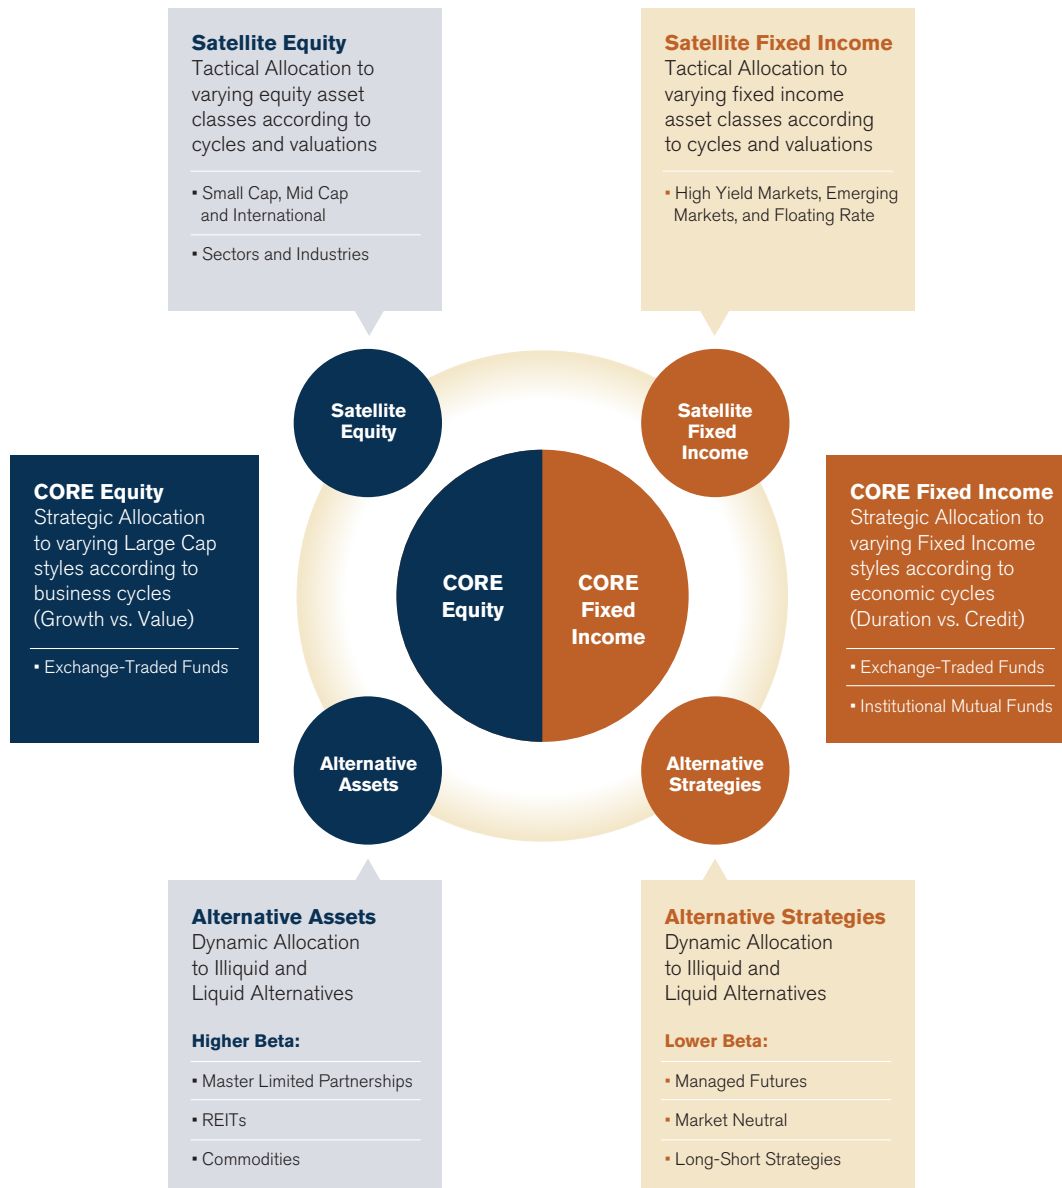 Satellite Equity
Tactical Allocation to
varying equity asset
classes according to
cycles and valuations
▪ Small Cap, Mid Cap
and International
▪ Sectors and Industries
Satellite Fixed Income
Tactical Allocation to
varying fixed income
asset classes according
to cycles and valuations
▪ High Yield Markets, Emerging
Markets, and Floating Rate
Satellite
Equity
Satellite
Fixed
Income
CORE Equity
Strategic Allocation
to varying Large Cap
styles according to
business cycles
(Growth vs. Value)
▪ Exchange-Traded Funds
CORE
Equity
CORE
Fixed
Income
CORE Fixed Income
Strategic Allocation to
varying Fixed Income
styles according to
economic cycles
(Duration vs. Credit)
▪ Exchange-Traded Funds
▪ Institutional Mutual Funds
Alternative
Assets
Alternative
Strategies
Alternative Assets
Dynamic Allocation
to Illiquid and
Liquid Alternatives
Higher Beta:
▪ Master Limited Partnerships
▪ REITs
▪ Commodities
Alternative Strategies
Dynamic Allocation
to Illiquid and
Liquid Alternatives
Lower Beta:
▪ Managed Futures
▪ Market Neutral
▪ Long-Short Strategies